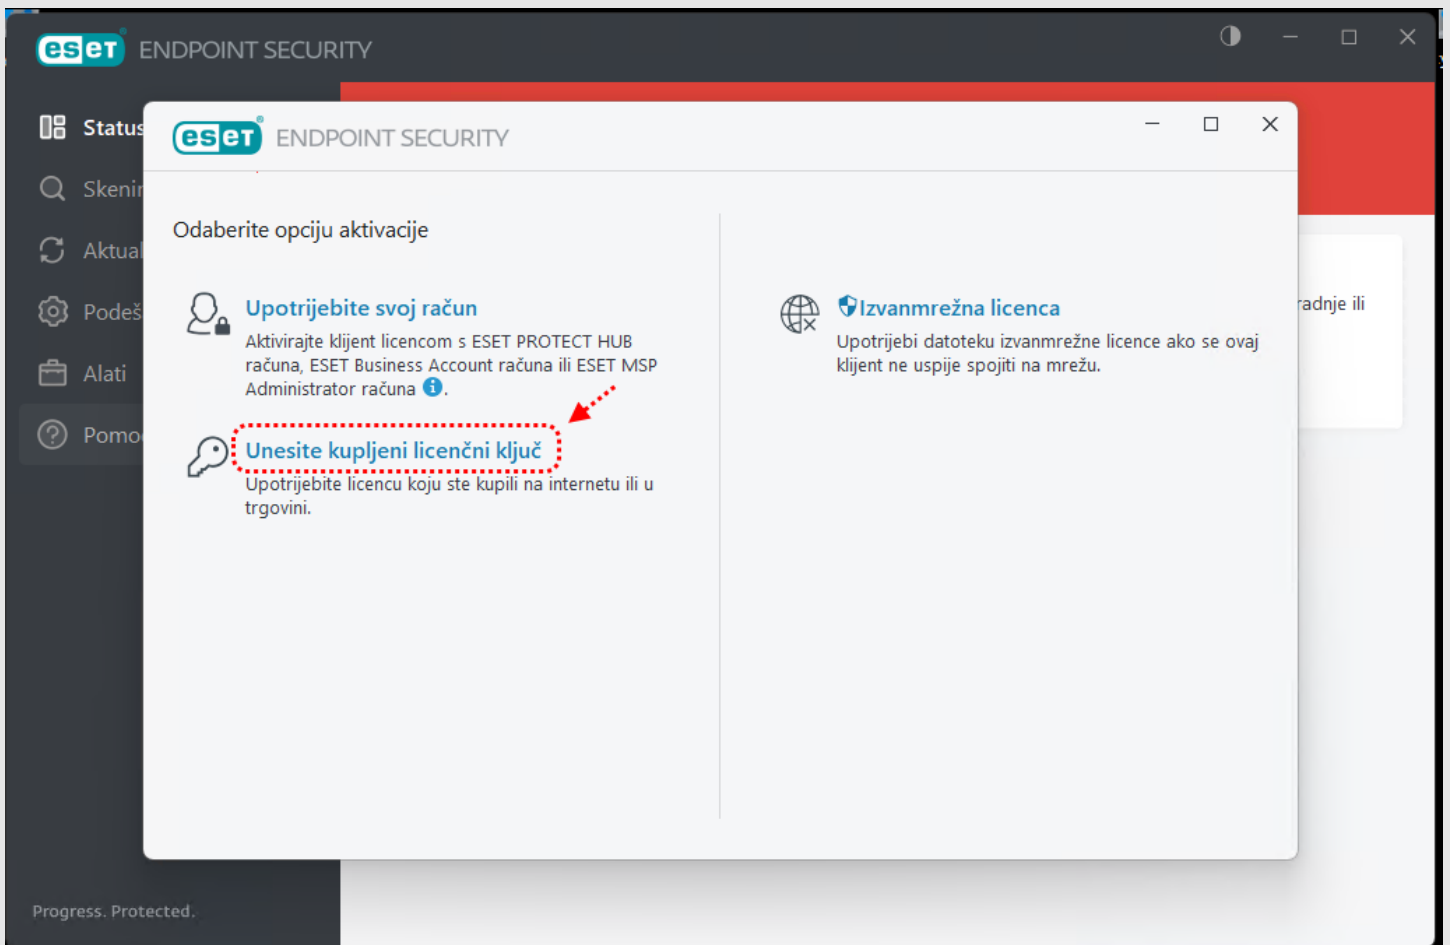 eset ENDPOINT SECURITY
Status
Skenir
Aktual
Podeš
Alati
Pomo
Progress. Protected.
eset ENDPOINT SECURITY
Odaberite opciju aktivacije
Upotrijebite svoj račun
Aktivirajte klijent licencom s ESET PROTECT HUB
računa, ESET Business Account računa ili ESET MSP
Administrator računa i.
Unesite kupljeni licenčni ključ
Upotrijebite licencu koju ste kupili na internetu ili u
trgovini.
Izvanmrežna licenca
Upotrijebi datoteku izvanmrežne licence ako se ovaj
klijent ne uspije spojiti na mrežu.
radnje ili